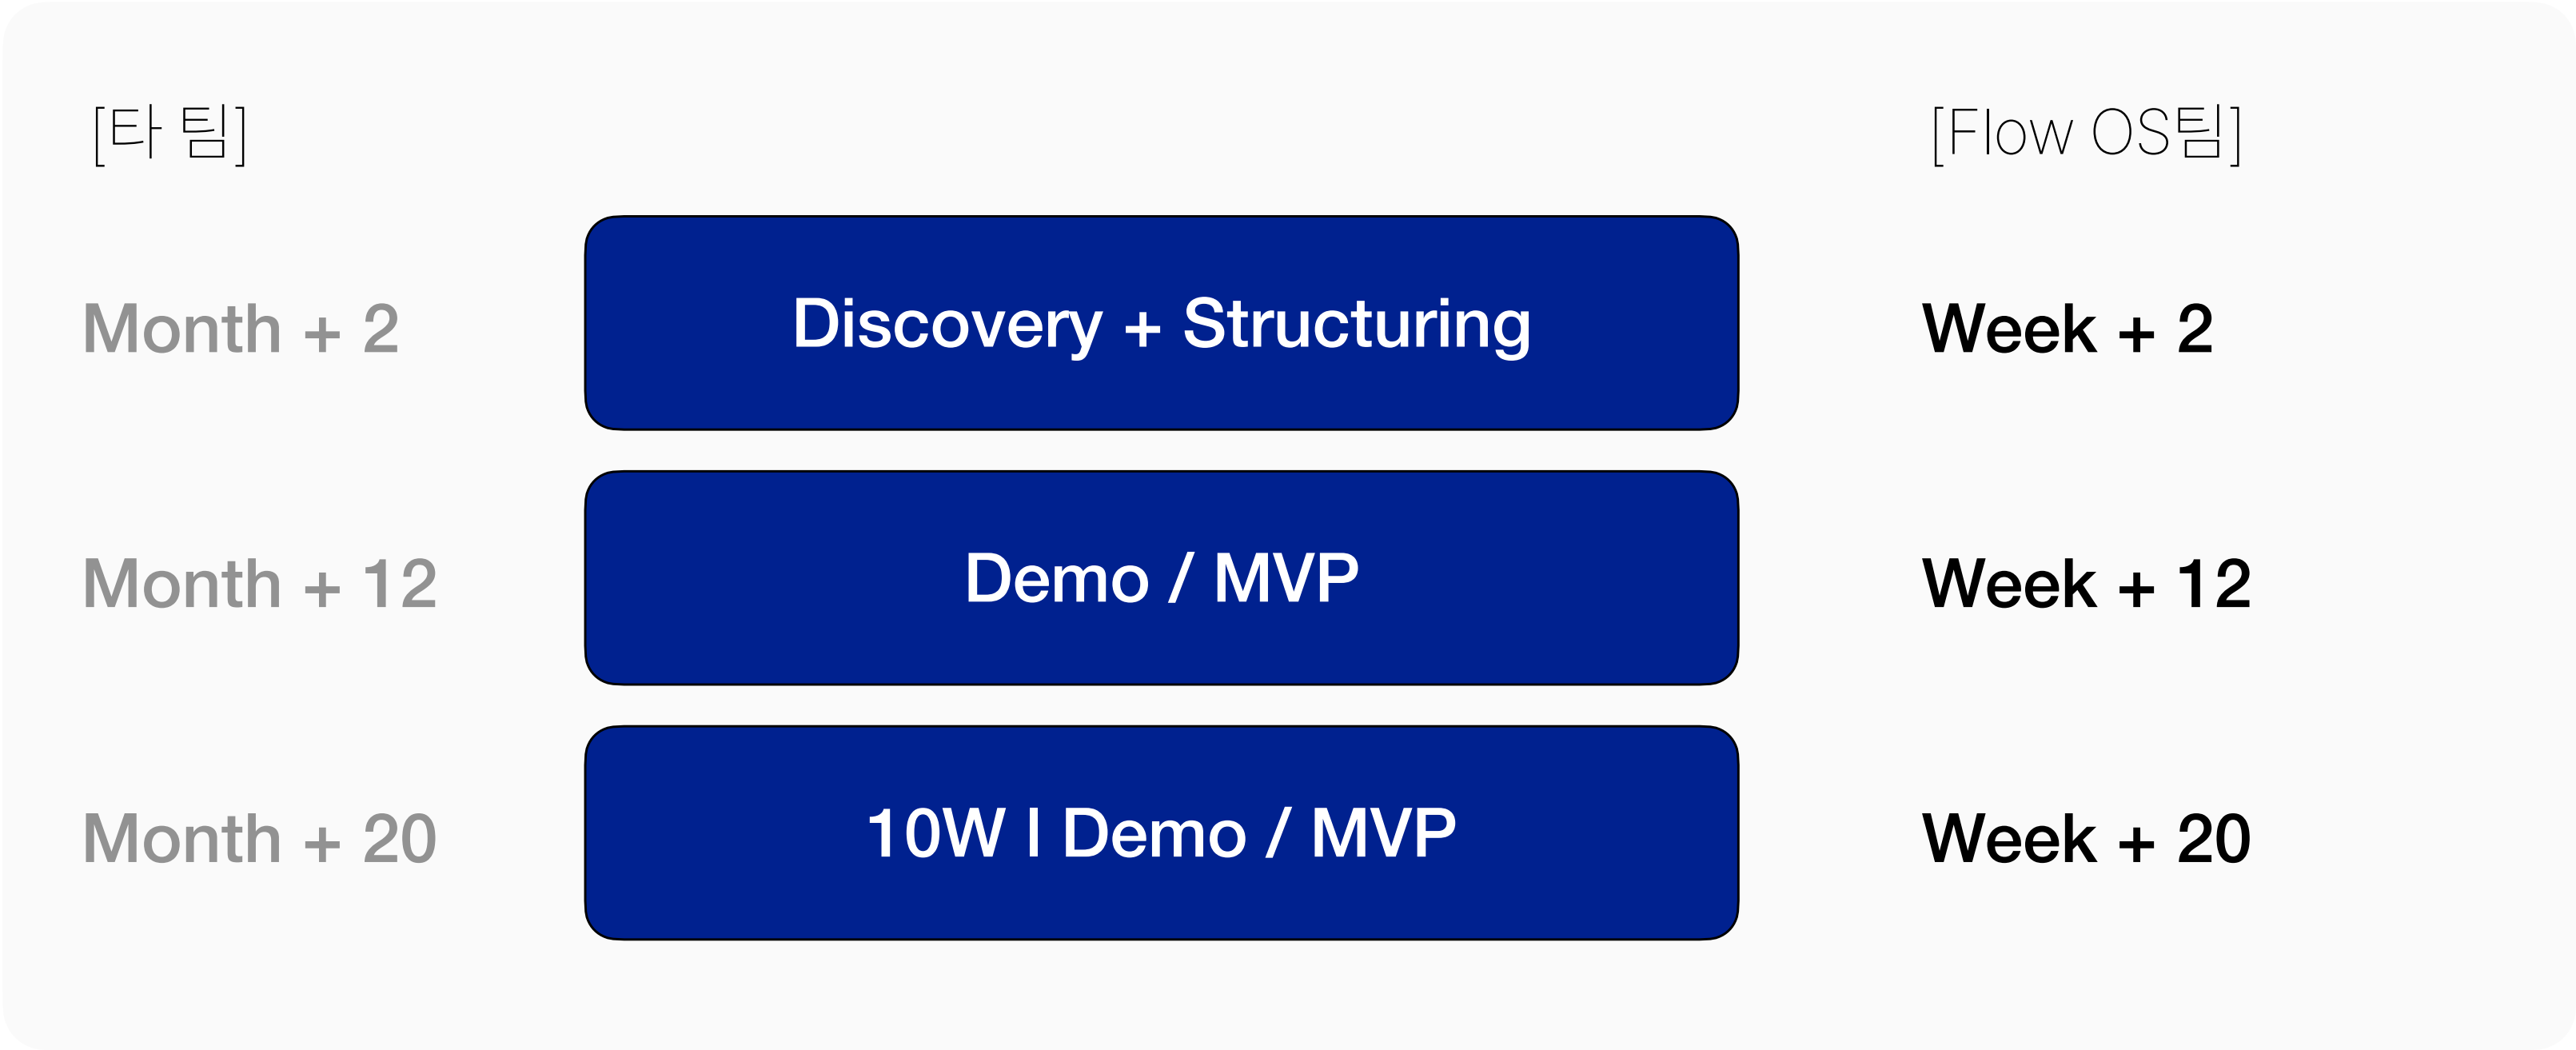 [타 팀]
[Flow OS팀]
Month + 2
Discovery + Structuring
Week + 2
Month + 12
Demo / MVP
Week + 12
Month + 20
10W | Demo / MVP
Week + 20